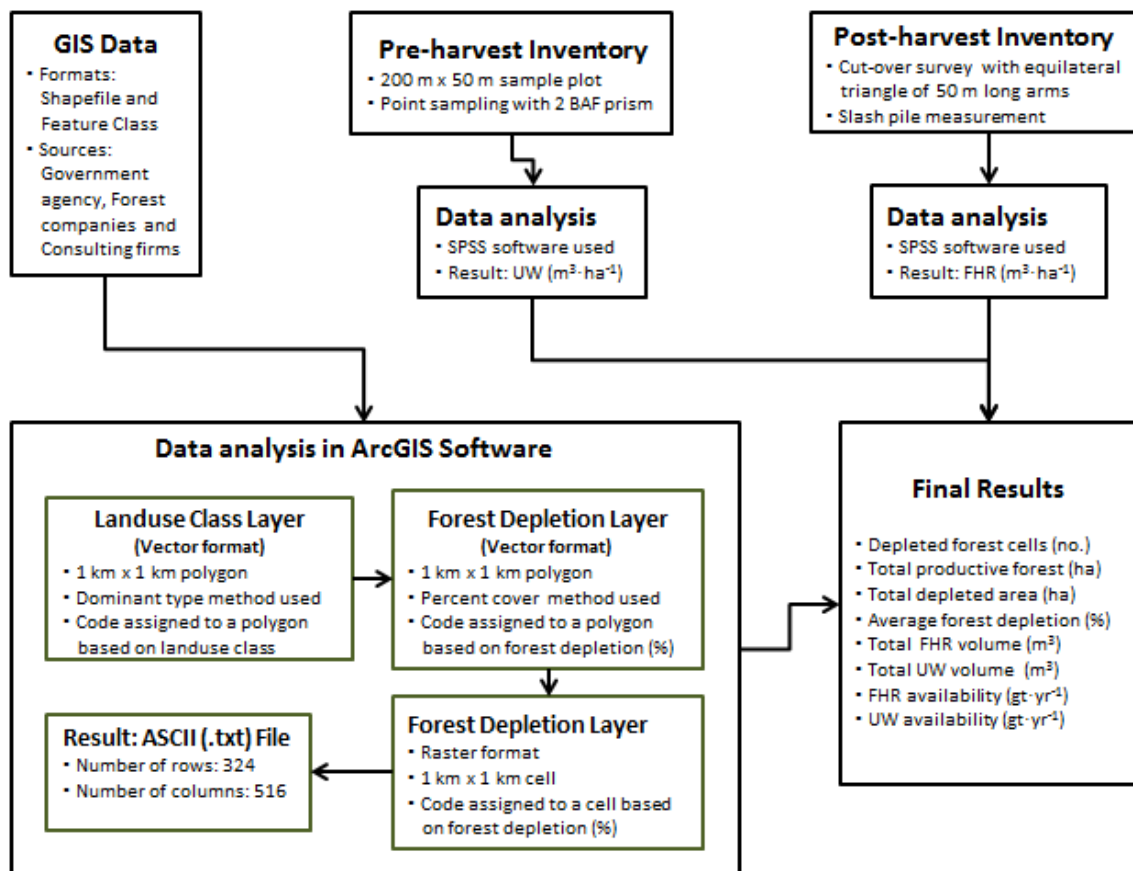 GIS Data
▪ Formats:
Shapefile and
Feature Class
▪ Sources:
Government
agency, Forest
companies and
Consulting firms
Pre-harvest Inventory
▪ 200 m x 50 m sample plot
▪ Point sampling with 2 BAF prism
Post-harvest Inventory
▪ Cut-over survey with equilateral
triangle of 50 m long arms
▪ Slash pile measurement
Data analysis
▪ SPSS software used
▪ Result: UW (m³·ha⁻¹)
Data analysis
▪ SPSS software used
▪ Result: FHR (m³·ha⁻¹)
Data analysis in ArcGIS Software
Landuse Class Layer
(Vector format)
▪ 1 km x 1 km polygon
▪ Dominant type method used
▪ Code assigned to a polygon
based on landuse class
Forest Depletion Layer
(Vector format)
▪ 1 km x 1 km polygon
▪ Percent cover method used
▪ Code assigned to a polygon
based on forest depletion (%)
Forest Depletion Layer
▪ Raster format
▪ 1 km x 1 km cell
▪ Code assigned to a cell based
on forest depletion (%)
Result: ASCII (.txt) File
▪ Number of rows: 324
▪ Number of columns: 516
Final Results
▪ Depleted forest cells (no.)
▪ Total productive forest (ha)
▪ Total depleted area (ha)
▪ Average forest depletion (%)
▪ Total FHR volume (m³)
▪ Total UW volume (m³)
▪ FHR availability (gt·yr⁻¹)
▪ UW availability (gt·yr⁻¹)